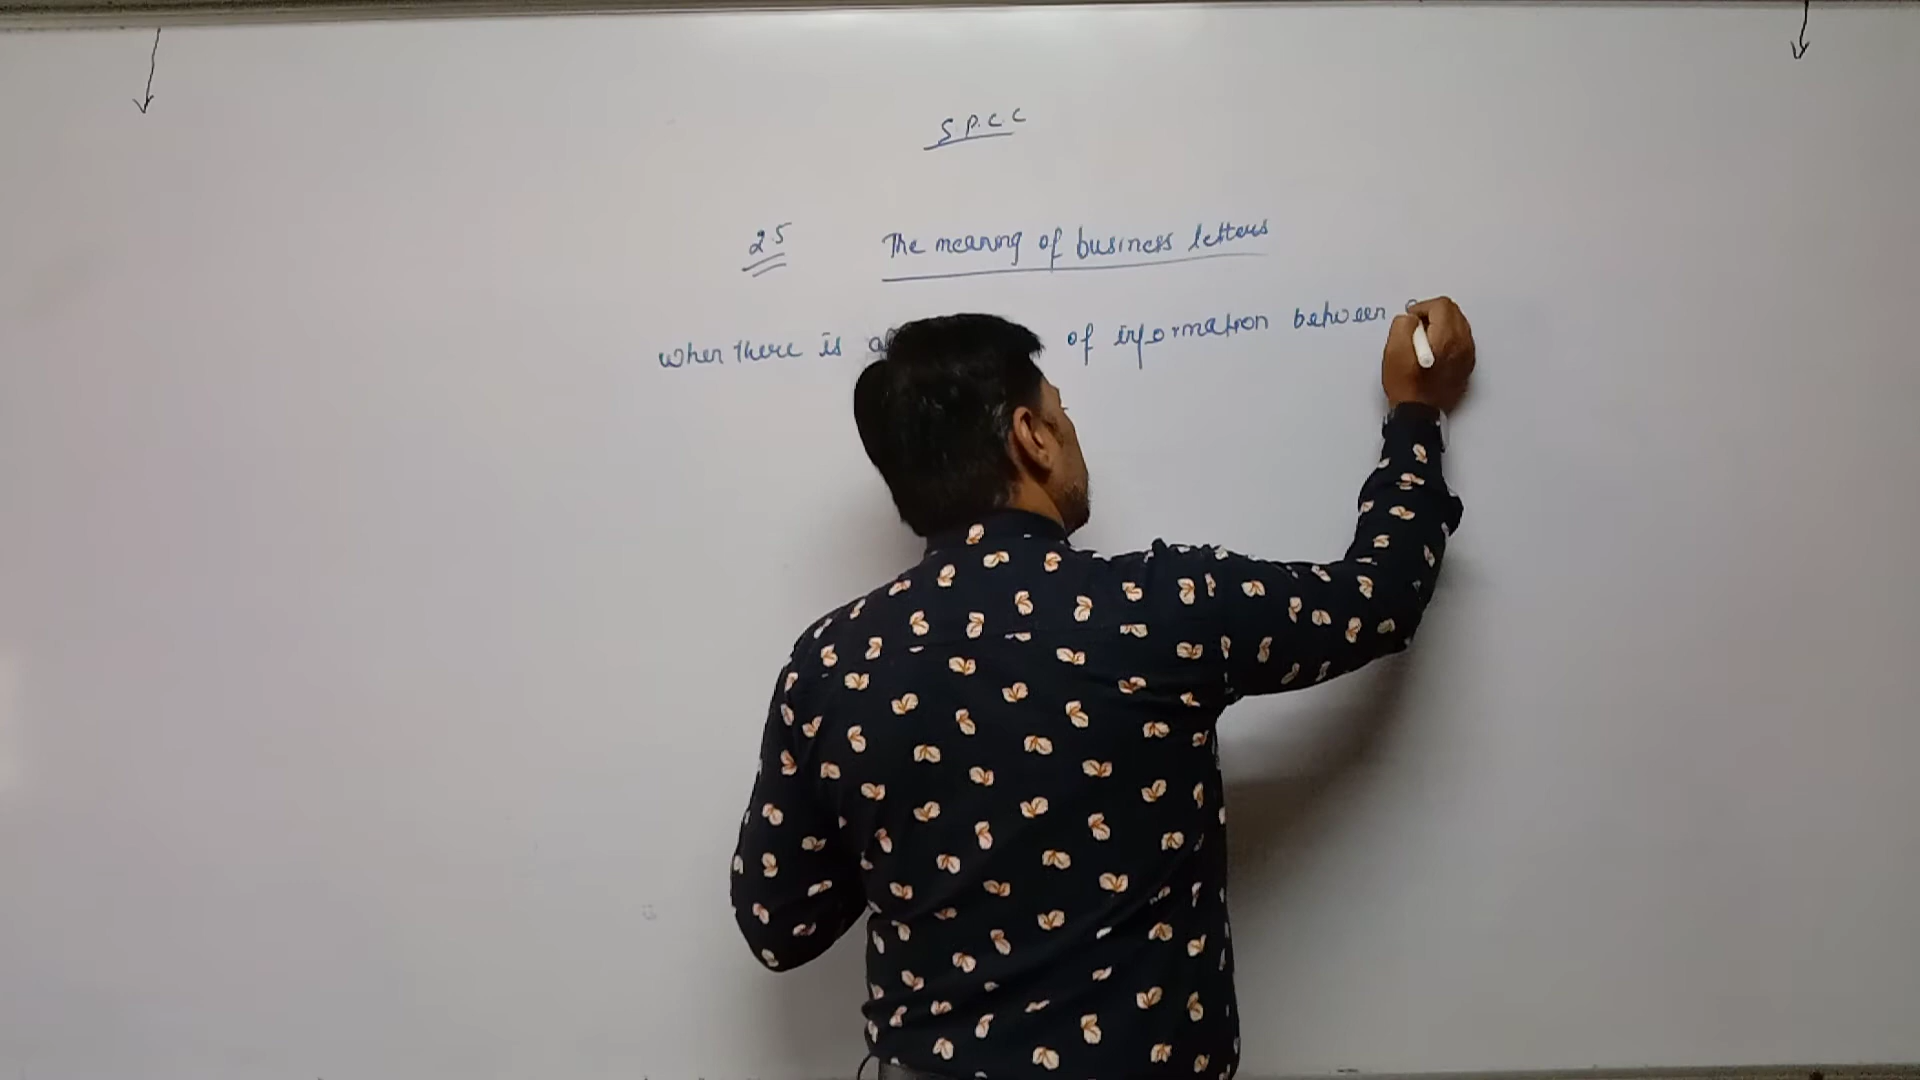 S.P.C.C
25 The meaning of business letters
when there is of information between